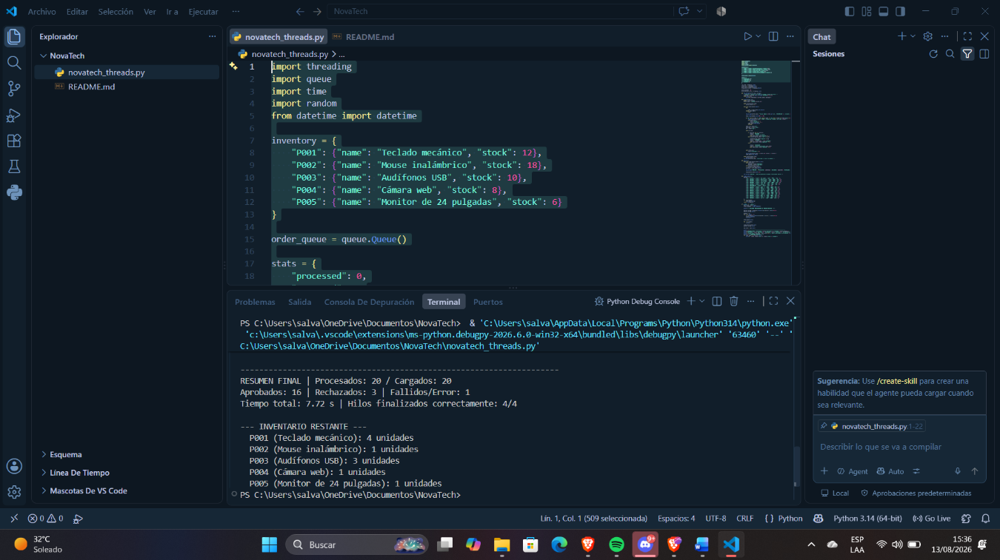 Archivo Editar Selección Ver Ir a Ejecutar ··· NovaTech
Explorador
NovaTech
novatech_threads.py
README.md
Esquema
Línea De Tiempo
Mascotas De VS Code
novatech_threads.py README.md
novatech_threads.py > ...
1 import threading
2 import queue
3 import time
4 import random
5 from datetime import datetime
6
7 inventory = {
8 "P001": {"name": "Teclado mecánico", "stock": 12},
9 "P002": {"name": "Mouse inalámbrico", "stock": 18},
10 "P003": {"name": "Audífonos USB", "stock": 10},
11 "P004": {"name": "Cámara web", "stock": 8},
12 "P005": {"name": "Monitor de 24 pulgadas", "stock": 6}
13 }
14
15 order_queue = queue.Queue()
16
17 stats = {
18 "processed": 0,
Problemas Salida Consola De Depuración Terminal Puertos Python Debug Console
PS C:\Users\salva\OneDrive\Documentos\NovaTech> & 'C:\Users\salva\AppData\Local\Programs\Python\Python314\python.exe'
'c:\Users\salva\.vscode\extensions\ms-python.debugpy-2026.6.0-win32-x64\bundled\libs\debugpy\launcher' '63460' '--' '
C:\Users\salva\OneDrive\Documentos\NovaTech\novatech_threads.py'
--------------------------------------------------------------------
RESUMEN FINAL | Procesados: 20 / Cargados: 20
Aprobados: 16 | Rechazados: 3 | Fallidos/Error: 1
Tiempo total: 7.72 s | Hilos finalizados correctamente: 4/4
--- INVENTARIO RESTANTE ---
P001 (Teclado mecánico): 4 unidades
P002 (Mouse inalámbrico): 1 unidades
P003 (Audífonos USB): 3 unidades
P004 (Cámara web): 1 unidades
P005 (Monitor de 24 pulgadas): 1 unidades
PS C:\Users\salva\OneDrive\Documentos\NovaTech>
Chat
Sesiones
Sugerencia: Use /create-skill para crear una
habilidad que el agente pueda cargar cuando
sea relevante.
novatech_threads.py:1-22
Describir lo que se va a compilar
Agent Auto
Local Aprobaciones predeterminadas
0 0 Lín. 1, Col. 1 (509 seleccionada) Espacios: 4 UTF-8 CRLF { } Python Python 3.14 (64-bit) Go Live
32°C
Soleado
Buscar
9+
ESP
LAA
15:36
13/08/2026